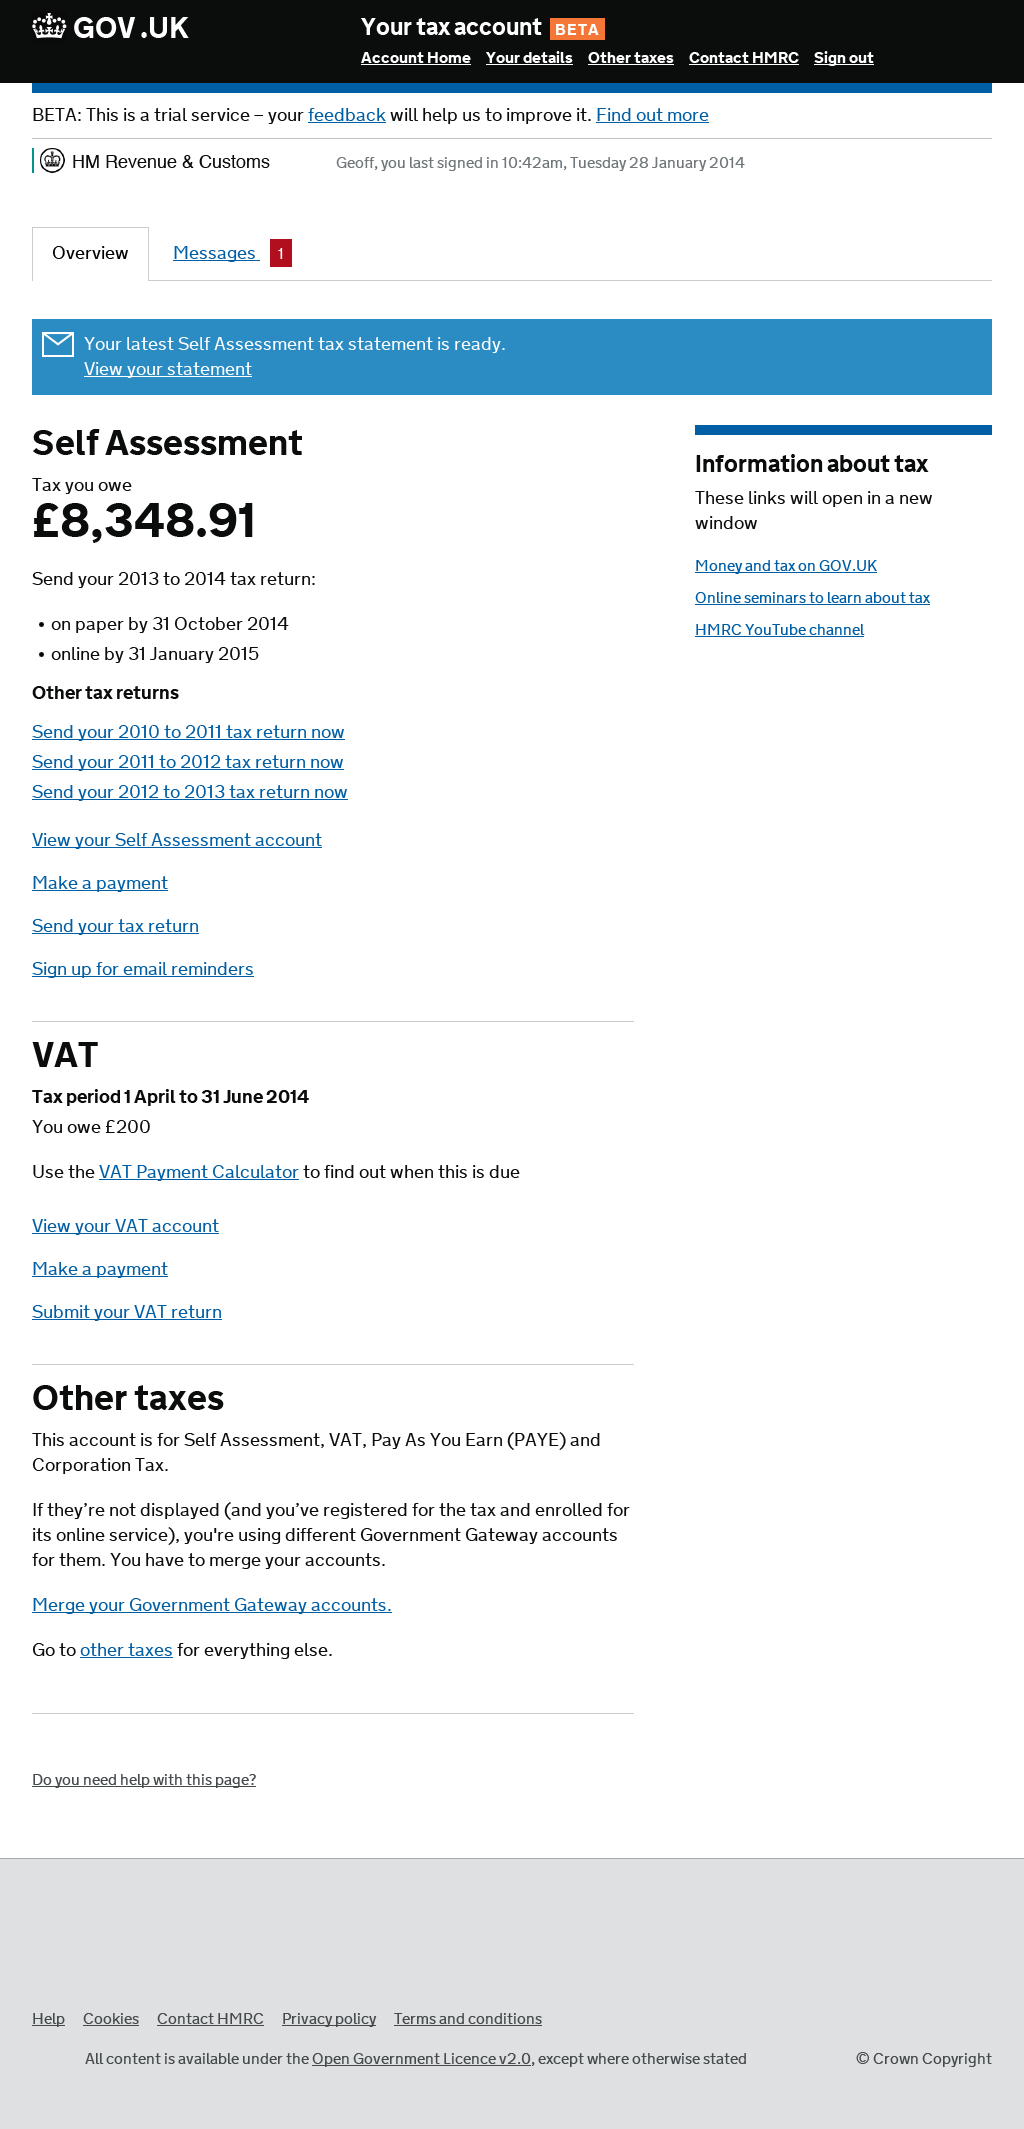 GOV.UK
Your tax account BETA
Account Home Your details Other taxes Contact HMRC Sign out
BETA: This is a trial service – your feedback will help us to improve it. Find out more
HM Revenue & Customs
Geoff, you last signed in 10:42am, Tuesday 28 January 2014
Overview Messages 1
Your latest Self Assessment tax statement is ready.
View your statement
Self Assessment
Tax you owe
£8,348.91
Send your 2013 to 2014 tax return:
• on paper by 31 October 2014
• online by 31 January 2015
Other tax returns
Send your 2010 to 2011 tax return now
Send your 2011 to 2012 tax return now
Send your 2012 to 2013 tax return now
View your Self Assessment account
Make a payment
Send your tax return
Sign up for email reminders
Information about tax
These links will open in a new
window
Money and tax on GOV.UK
Online seminars to learn about tax
HMRC YouTube channel
VAT
Tax period 1 April to 31 June 2014
You owe £200
Use the VAT Payment Calculator to find out when this is due
View your VAT account
Make a payment
Submit your VAT return
Other taxes
This account is for Self Assessment, VAT, Pay As You Earn (PAYE) and
Corporation Tax.
If they’re not displayed (and you’ve registered for the tax and enrolled for
its online service), you're using different Government Gateway accounts
for them. You have to merge your accounts.
Merge your Government Gateway accounts.
Go to other taxes for everything else.
Do you need help with this page?
Help Cookies Contact HMRC Privacy policy Terms and conditions
All content is available under the Open Government Licence v2.0, except where otherwise stated
© Crown Copyright